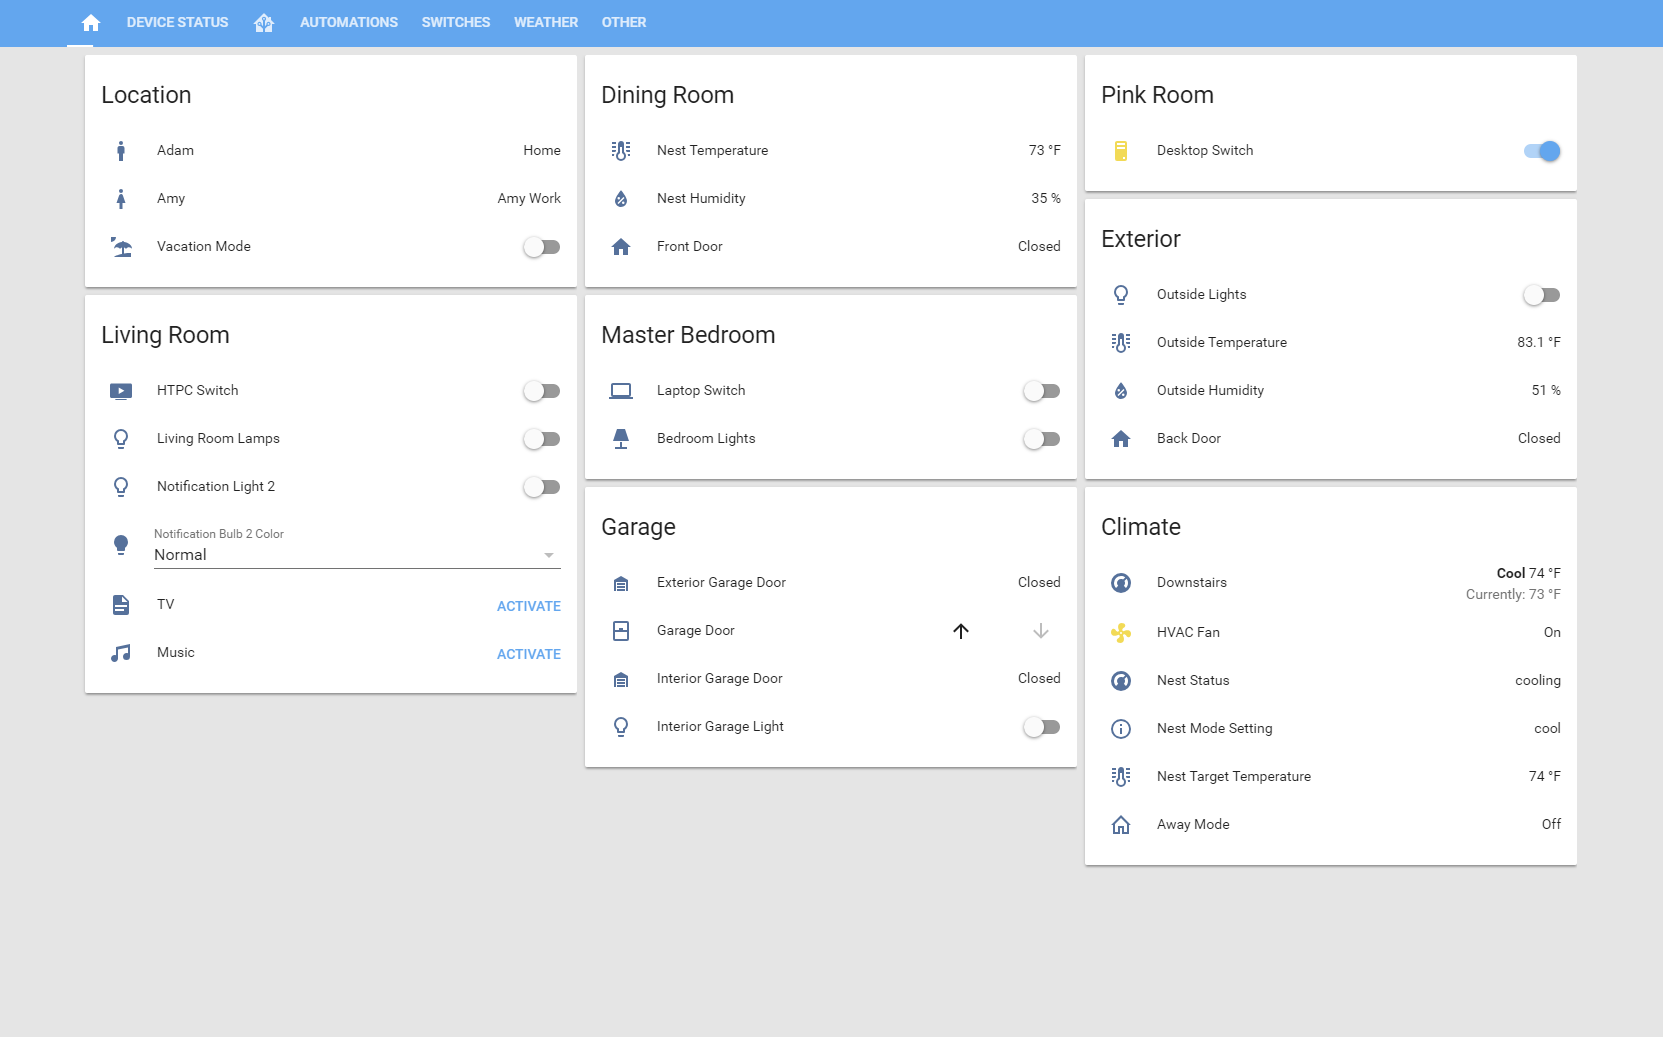 DEVICE STATUS
AUTOMATIONS
SWITCHES
WEATHER
OTHER
Location
Adam Home
Amy Amy Work
Vacation Mode
Living Room
HTPC Switch
Living Room Lamps
Notification Light 2
Notification Bulb 2 Color
Normal
TV ACTIVATE
Music ACTIVATE
Dining Room
Nest Temperature 73 °F
Nest Humidity 35 %
Front Door Closed
Master Bedroom
Laptop Switch
Bedroom Lights
Garage
Exterior Garage Door Closed
Garage Door
Interior Garage Door Closed
Interior Garage Light
Pink Room
Desktop Switch
Exterior
Outside Lights
Outside Temperature 83.1 °F
Outside Humidity 51 %
Back Door Closed
Climate
Downstairs Cool 74 °F
Currently: 73 °F
HVAC Fan On
Nest Status cooling
Nest Mode Setting cool
Nest Target Temperature 74 °F
Away Mode Off